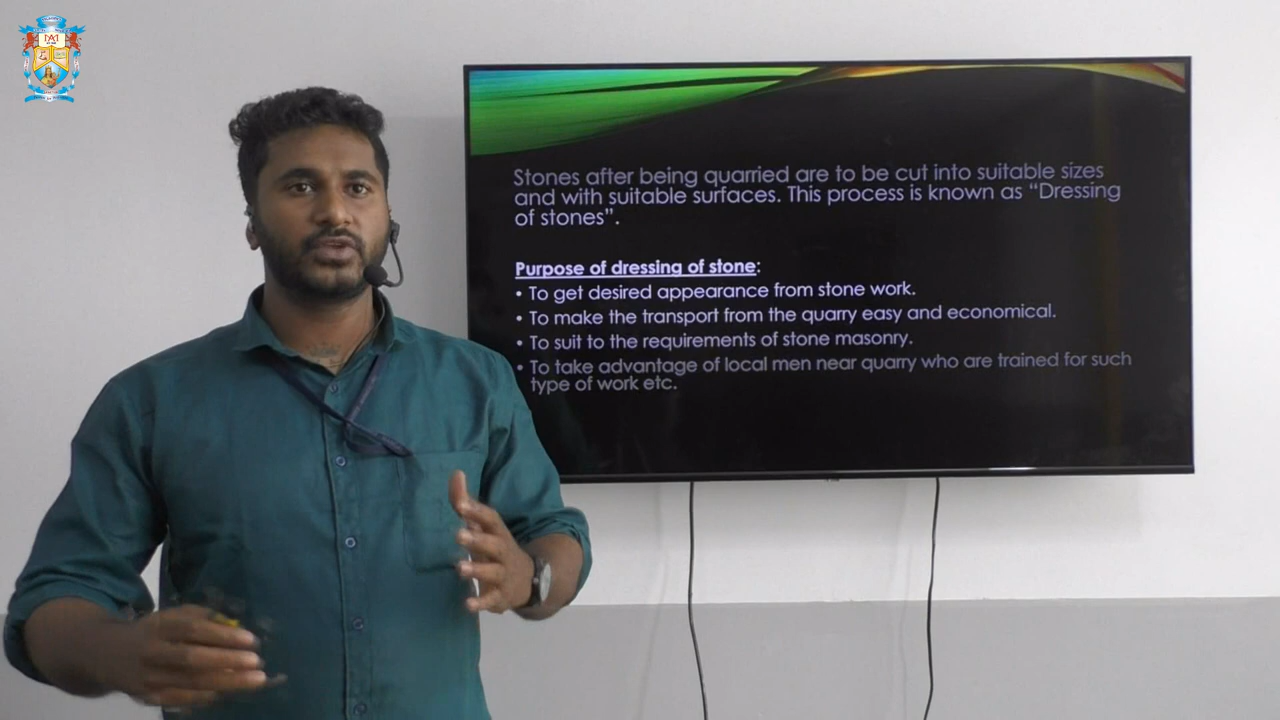 Stones after being quarried are to be cut into suitable sizes
and with suitable surfaces. This process is known as “Dressing
of stones”.
Purpose of dressing of stone:
• To get desired appearance from stone work.
• To make the transport from the quarry easy and economical.
• To suit to the requirements of stone masonry.
• To take advantage of local men near quarry who are trained for such
type of work etc.